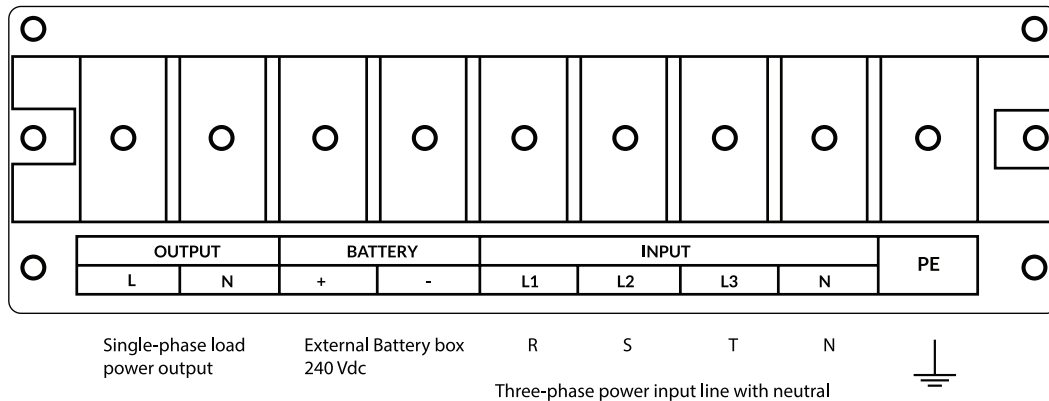 OUTPUT BATTERY INPUT PE
L N + - L1 L2 L3 N
Single-phase load External Battery box R S T N
power output 240 Vdc
Three-phase power input line with neutral